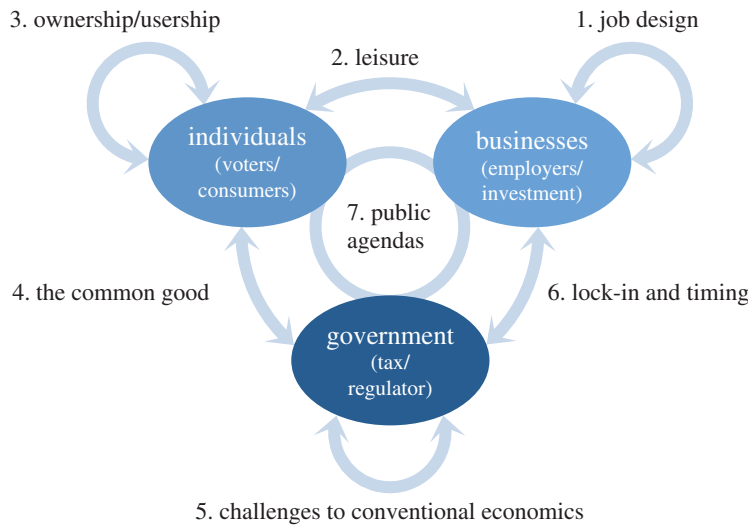 3. ownership/usership
1. job design
2. leisure
individuals
(voters/
consumers)
businesses
(employers/
investment)
7. public
agendas
4. the common good
6. lock-in and timing
government
(tax/
regulator)
5. challenges to conventional economics